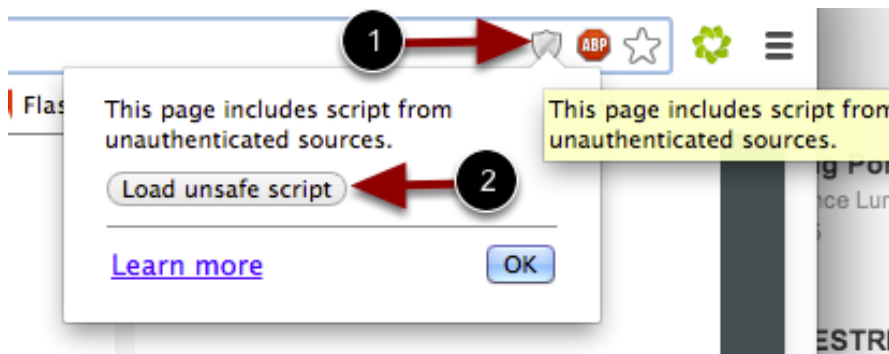 1
ABP
This page includes script from
unauthenticated sources.
Load unsafe script
2
Learn more
OK
This page includes script from
unauthenticated sources.